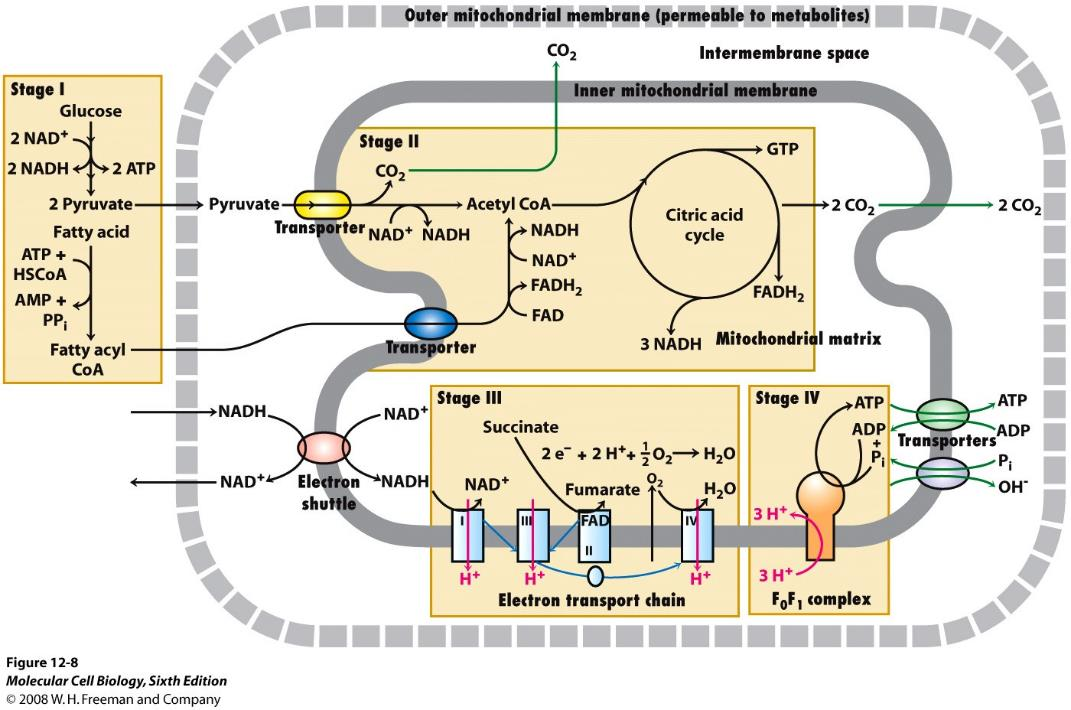 Outer mitochondrial membrane (permeable to metabolites)
CO2
Intermembrane space
Inner mitochondrial membrane
Stage I
Glucose
2 NAD+
2 NADH
2 ATP
2 Pyruvate
Fatty acid
ATP +
HSCoA
AMP +
PPi
Fatty acyl
CoA
Pyruvate
Transporter
Stage II
CO2
NAD+
NADH
Acetyl CoA
NADH
NAD+
FADH2
FAD
Transporter
Citric acid
cycle
GTP
2 CO2
2 CO2
FADH2
3 NADH
Mitochondrial matrix
NADH
NAD+
NAD+
NADH
Electron
shuttle
Stage III
Succinate
2 e− + 2 H+ + 1/2 O2 → H2O
NAD+
Fumarate
O2
H2O
I
III
FAD
II
IV
H+
H+
H+
Electron transport chain
Stage IV
ATP
ADP
+
Pi
3 H+
3 H+
F0F1 complex
ATP
ADP
Transporters
Pi
OH-
Figure 12-8
Molecular Cell Biology, Sixth Edition
© 2008 W. H. Freeman and Company